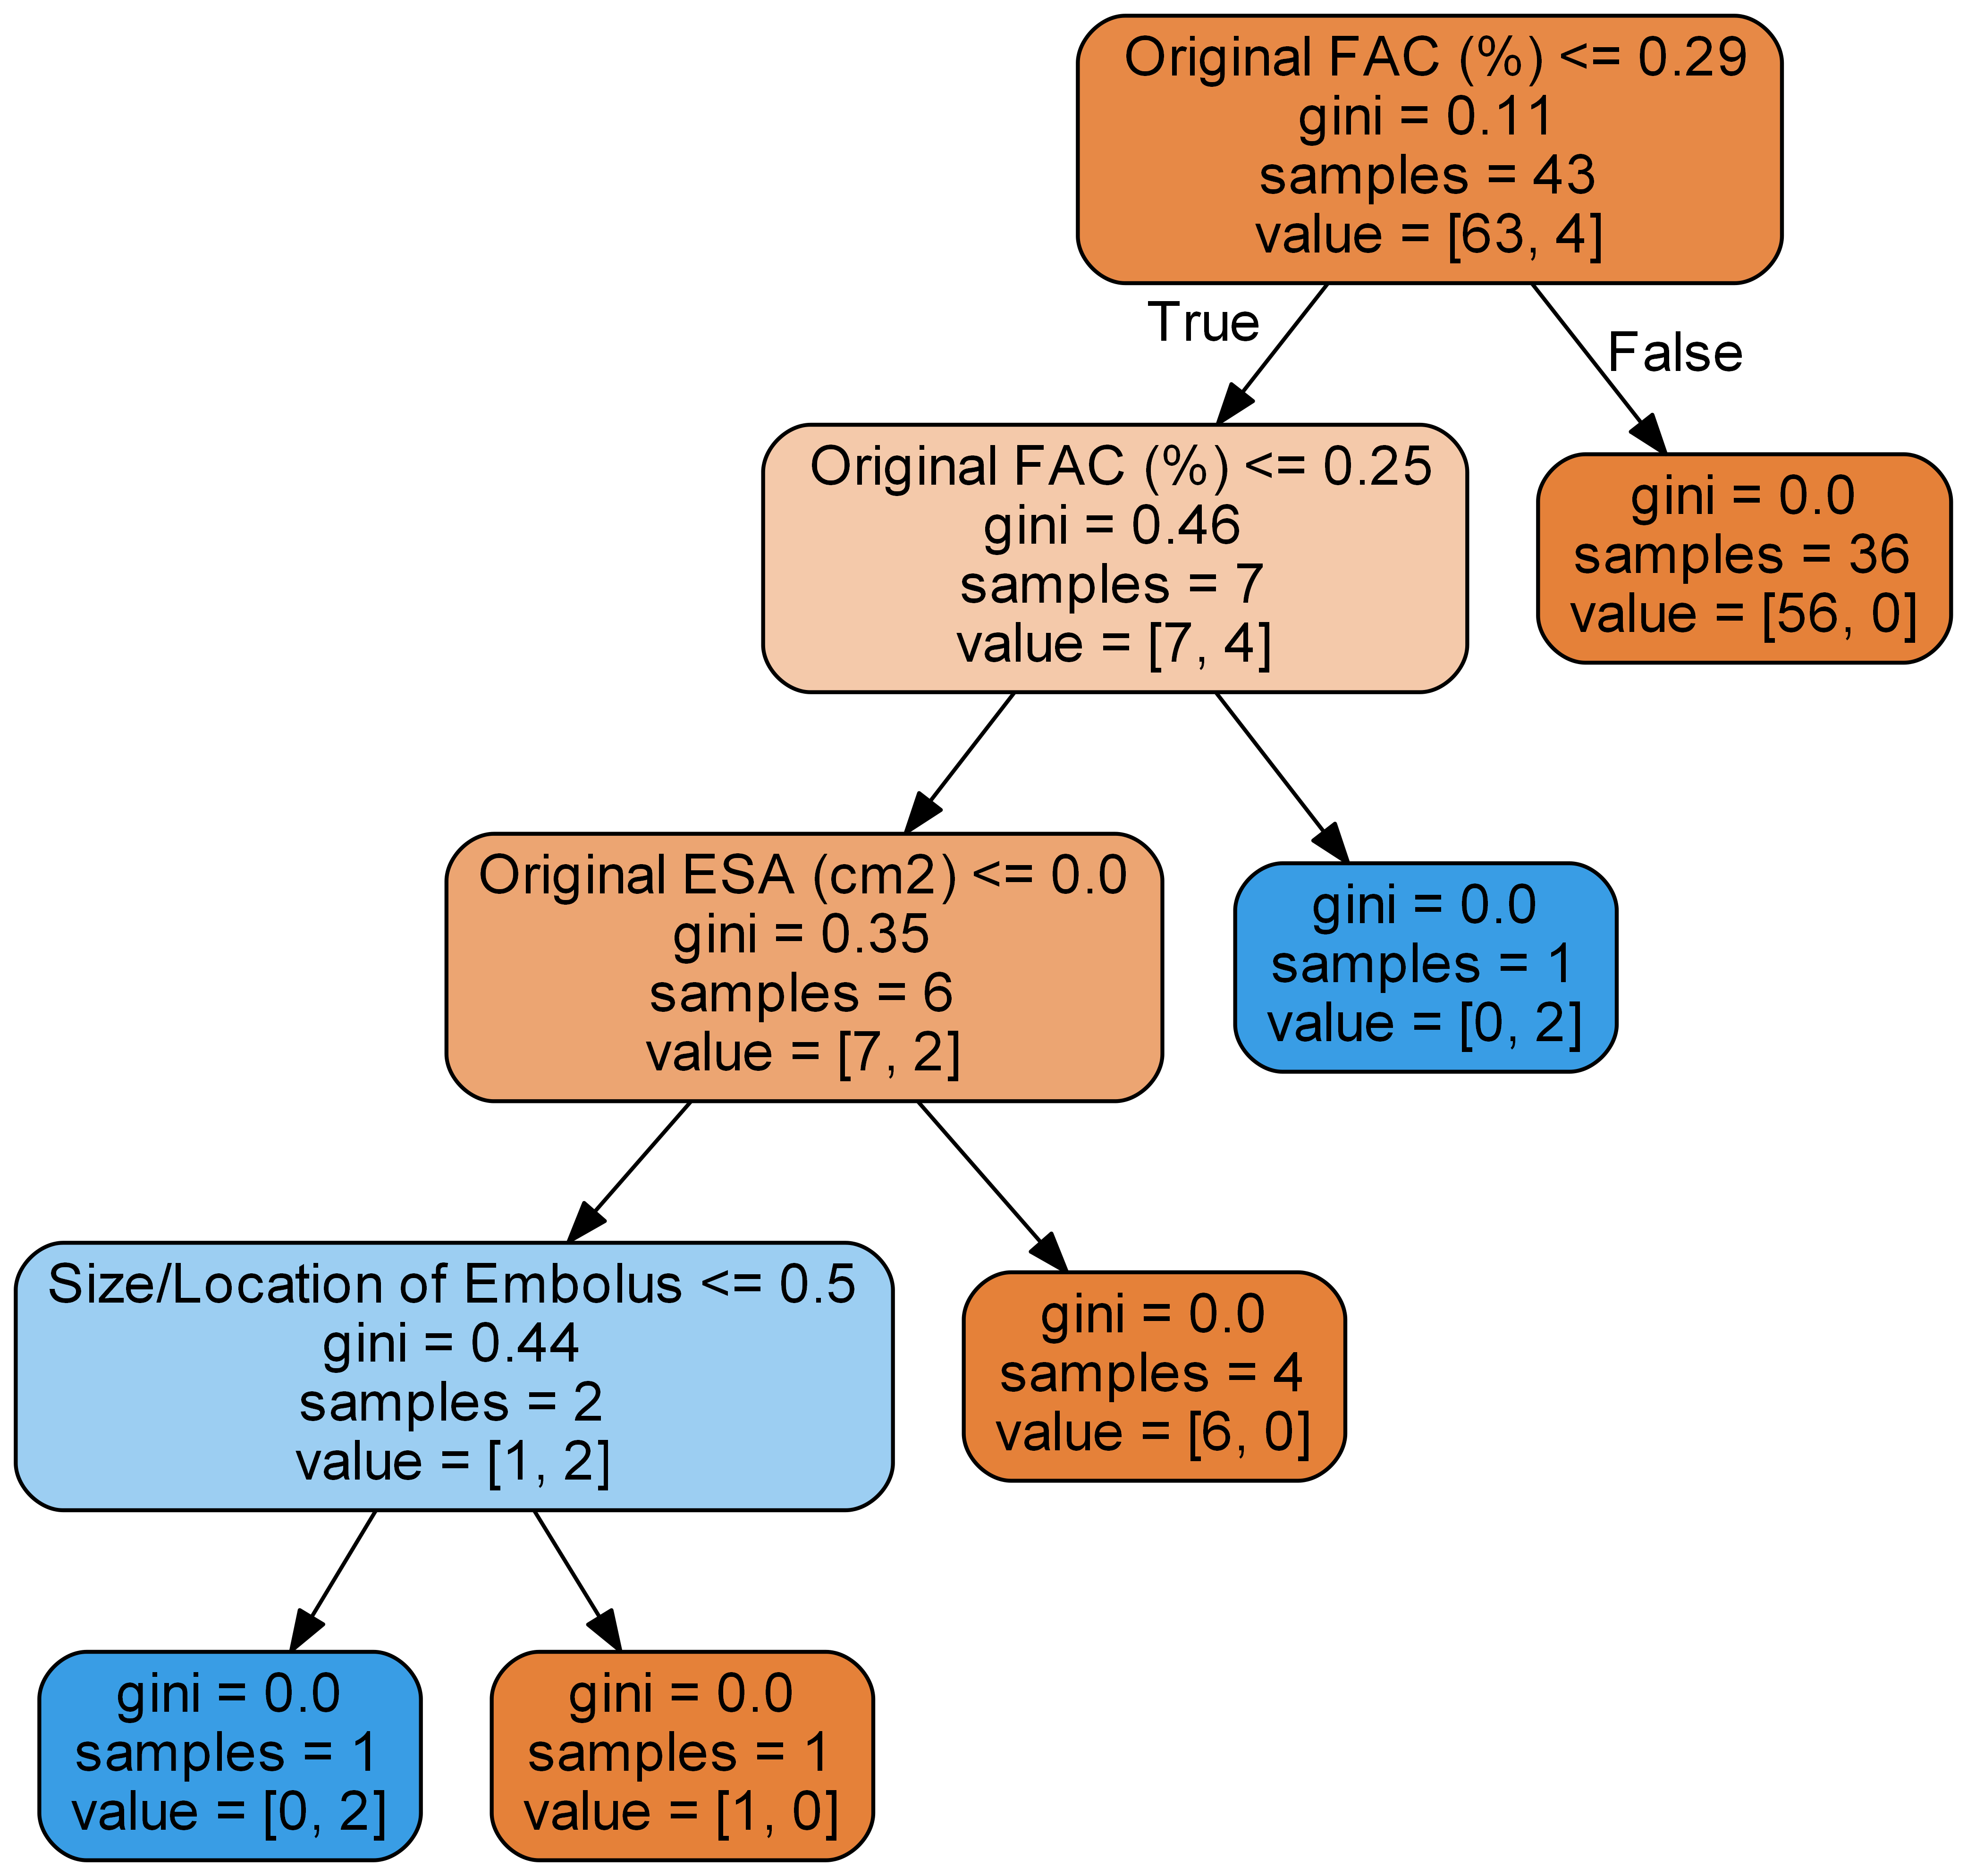 Original FAC (%) <= 0.29
gini = 0.11
samples = 43
value = [63, 4]
True
False
Original FAC (%) <= 0.25
gini = 0.46
samples = 7
value = [7, 4]
gini = 0.0
samples = 36
value = [56, 0]
Original ESA (cm2) <= 0.0
gini = 0.35
samples = 6
value = [7, 2]
gini = 0.0
samples = 1
value = [0, 2]
Size/Location of Embolus <= 0.5
gini = 0.44
samples = 2
value = [1, 2]
gini = 0.0
samples = 4
value = [6, 0]
gini = 0.0
samples = 1
value = [0, 2]
gini = 0.0
samples = 1
value = [1, 0]